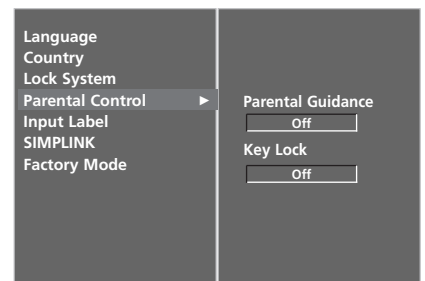 Language
Country
Lock System
Parental Control ►
Input Label
SIMPLINK
Factory Mode
Parental Guidance
Off
Key Lock
Off